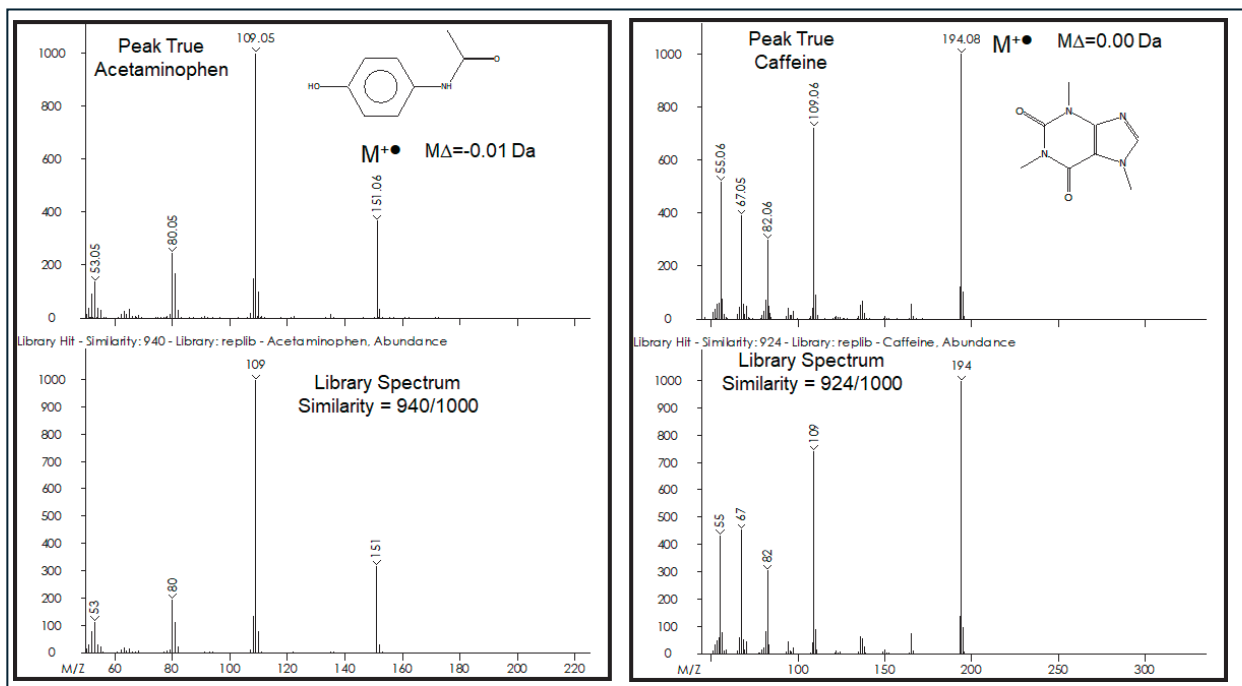 Peak True
Acetaminophen
109.05
HO
NH
O
M+● MΔ=-0.01 Da
151.06
80.05
53.05
1000
800
600
400
200
0
Library Hit - Similarity: 940 - Library: replib - Acetaminophen, Abundance
109
Library Spectrum
Similarity = 940/1000
151
80
53
1000
900
800
700
600
500
400
300
200
100
0
M/Z 60 80 100 120 140 160 180 200 220
Peak True
Caffeine
194.08
M+● MΔ=0.00 Da
109.06
55.06
67.05
82.06
O
N
N
N
N
O
1000
800
600
400
200
0
Library Hit - Similarity: 924 - Library: replib - Caffeine, Abundance
Library Spectrum
Similarity = 924/1000
194
109
55
67
82
1000
900
800
700
600
500
400
300
200
100
0
M/Z 100 150 200 250 300